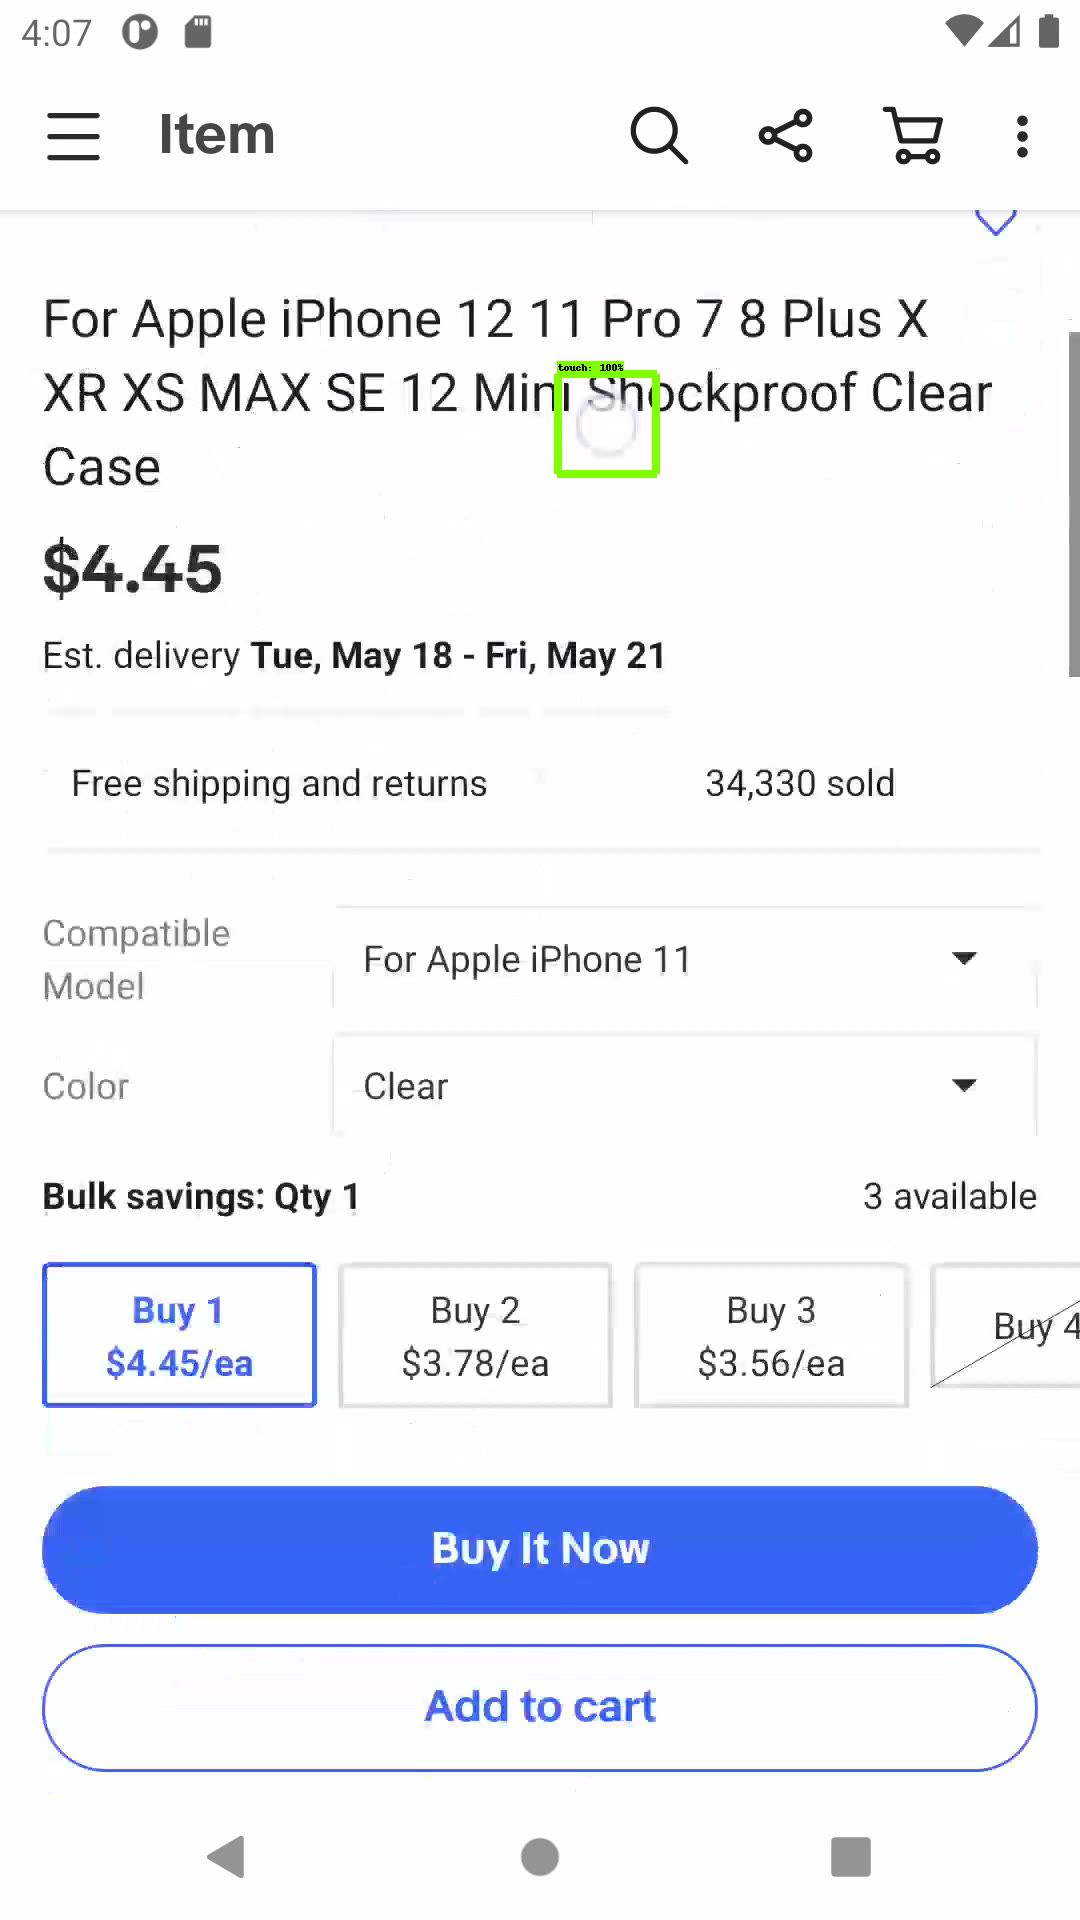 4:07
Item
For Apple iPhone 12 11 Pro 7 8 Plus X
XR XS MAX SE 12 Mini Shockproof Clear
Case
touch: 100%
$4.45
Est. delivery Tue, May 18 - Fri, May 21
Free shipping and returns 34,330 sold
Compatible
Model
For Apple iPhone 11
Color Clear
Bulk savings: Qty 1 3 available
Buy 1 Buy 2 Buy 3 Buy 4
$4.45/ea $3.78/ea $3.56/ea
Buy It Now
Add to cart